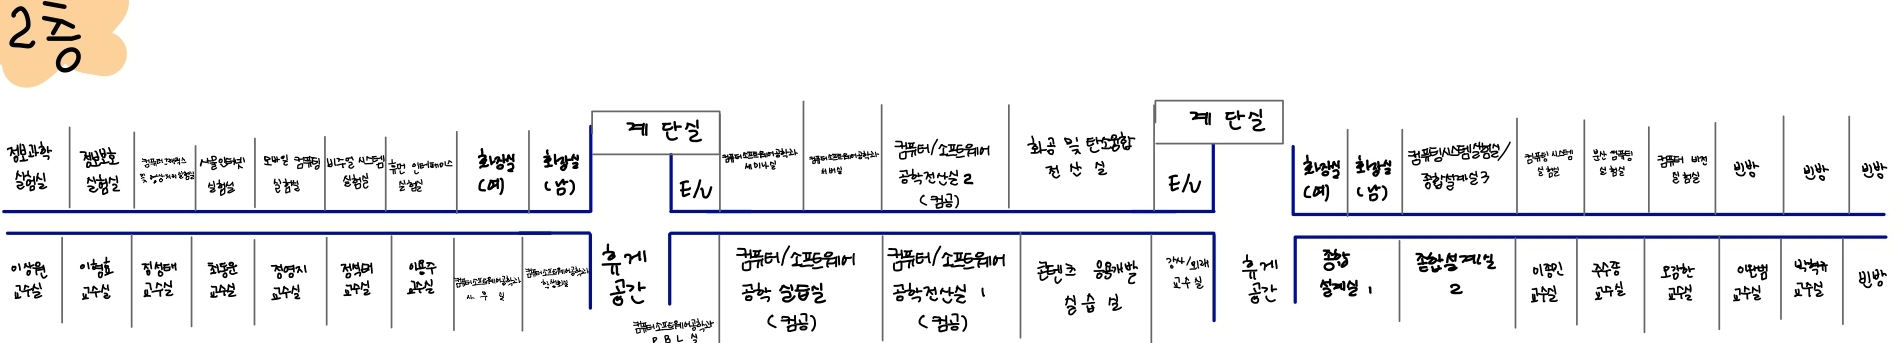 2층
계단실
계단실
정보과학
실험실
정보보호
실험실
컴퓨터그래픽스
및 영상처리 실험실
사물인터넷
실험실
모바일 컴퓨팅
실험실
비주얼 시스템
실험실
휴먼 인터페이스
실험실
화장실
(여)
화장실
(남)
E/V
컴퓨터소프트웨어공학과
세미나실
컴퓨터소프트웨어공학과
서버실
컴퓨터/소프트웨어
공학전산실 2
(컴공)
화공 및 탄소융합
전산실
E/V
화장실
(여)
화장실
(남)
컴퓨팅시스템실험실/
종합설계실3
컴퓨팅 시스템
실험실
분산 컴퓨팅
실험실
컴퓨터 비전
실험실
빈방
빈방
빈방
이상원
교수실
이협효
교수실
정성태
교수실
최동운
교수실
정영지
교수실
정석태
교수실
이용주
교수실
컴퓨터소프트웨어공학과
사무실
컴퓨터소프트웨어공학과
휴게
공간
컴퓨터소프트웨어공학과
PBL실
컴퓨터/소프트웨어
공학 실습실
(컴공)
컴퓨터/소프트웨어
공학전산실 1
(컴공)
콘텐츠 응용개발
실습실
강사/외래
교수실
휴게
공간
종합
설계실 1
종합설계실
2
이종인
교수실
주수종
교수실
오강한
교수실
이한범
교수실
박혁규
교수실
빈방